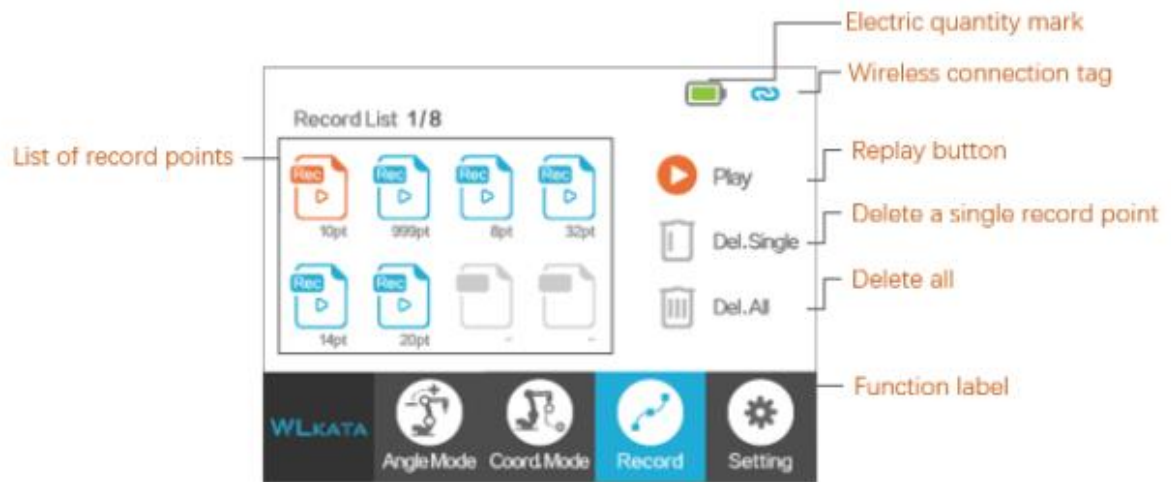 Electric quantity mark
Wireless connection tag
Record List 1/8
List of record points
Rec
Rec
Rec
Rec
10pt
999pt
8pt
32pt
Rec
Rec
14pt
20pt
-
-
Play
Replay button
Del.Single
Delete a single record point
Del.All
Delete all
Function label
WLKATA
Angle Mode
Coord.Mode
Record
Setting